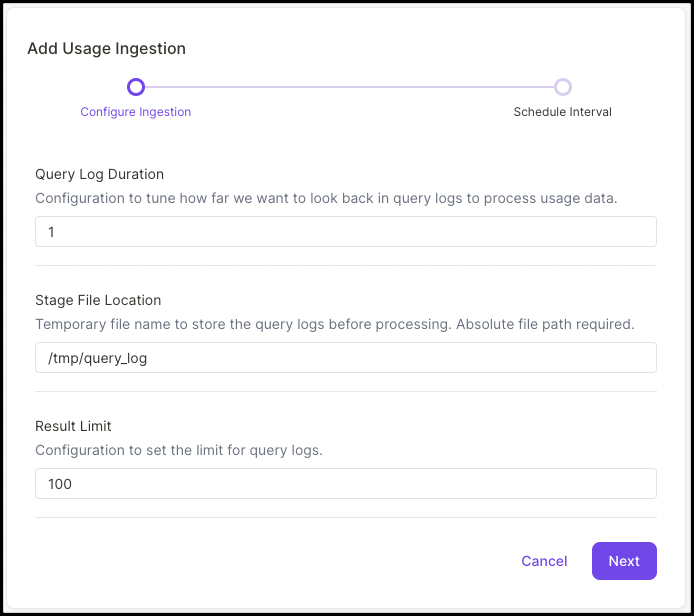 Add Usage Ingestion
Configure Ingestion
Schedule Interval
Query Log Duration
Configuration to tune how far we want to look back in query logs to process usage data.
1
Stage File Location
Temporary file name to store the query logs before processing. Absolute file path required.
/tmp/query_log
Result Limit
Configuration to set the limit for query logs.
100
Cancel
Next